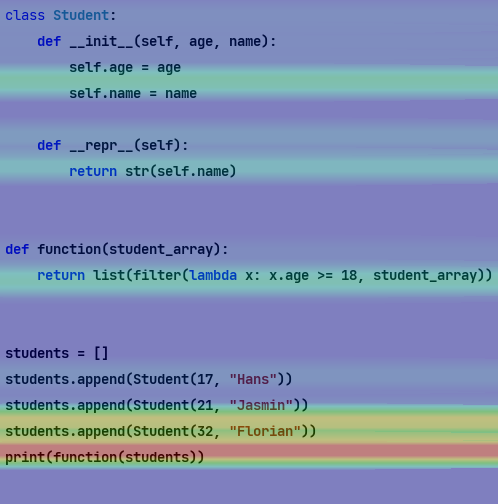 class Student:
    def __init__(self, age, name):
        self.age = age
        self.name = name
    def __repr__(self):
        return str(self.name)
def function(student_array):
    return list(filter(lambda x: x.age >= 18, student_array))
students = []
students.append(Student(17, "Hans"))
students.append(Student(21, "Jasmin"))
students.append(Student(32, "Florian"))
print(function(students))